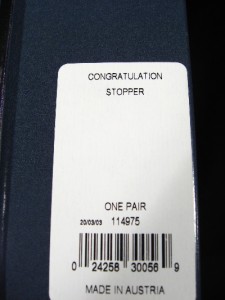 CONGRATULATION
STOPPER
ONE PAIR
20/03/03 114975
0 24258 30056 9
MADE IN AUSTRIA